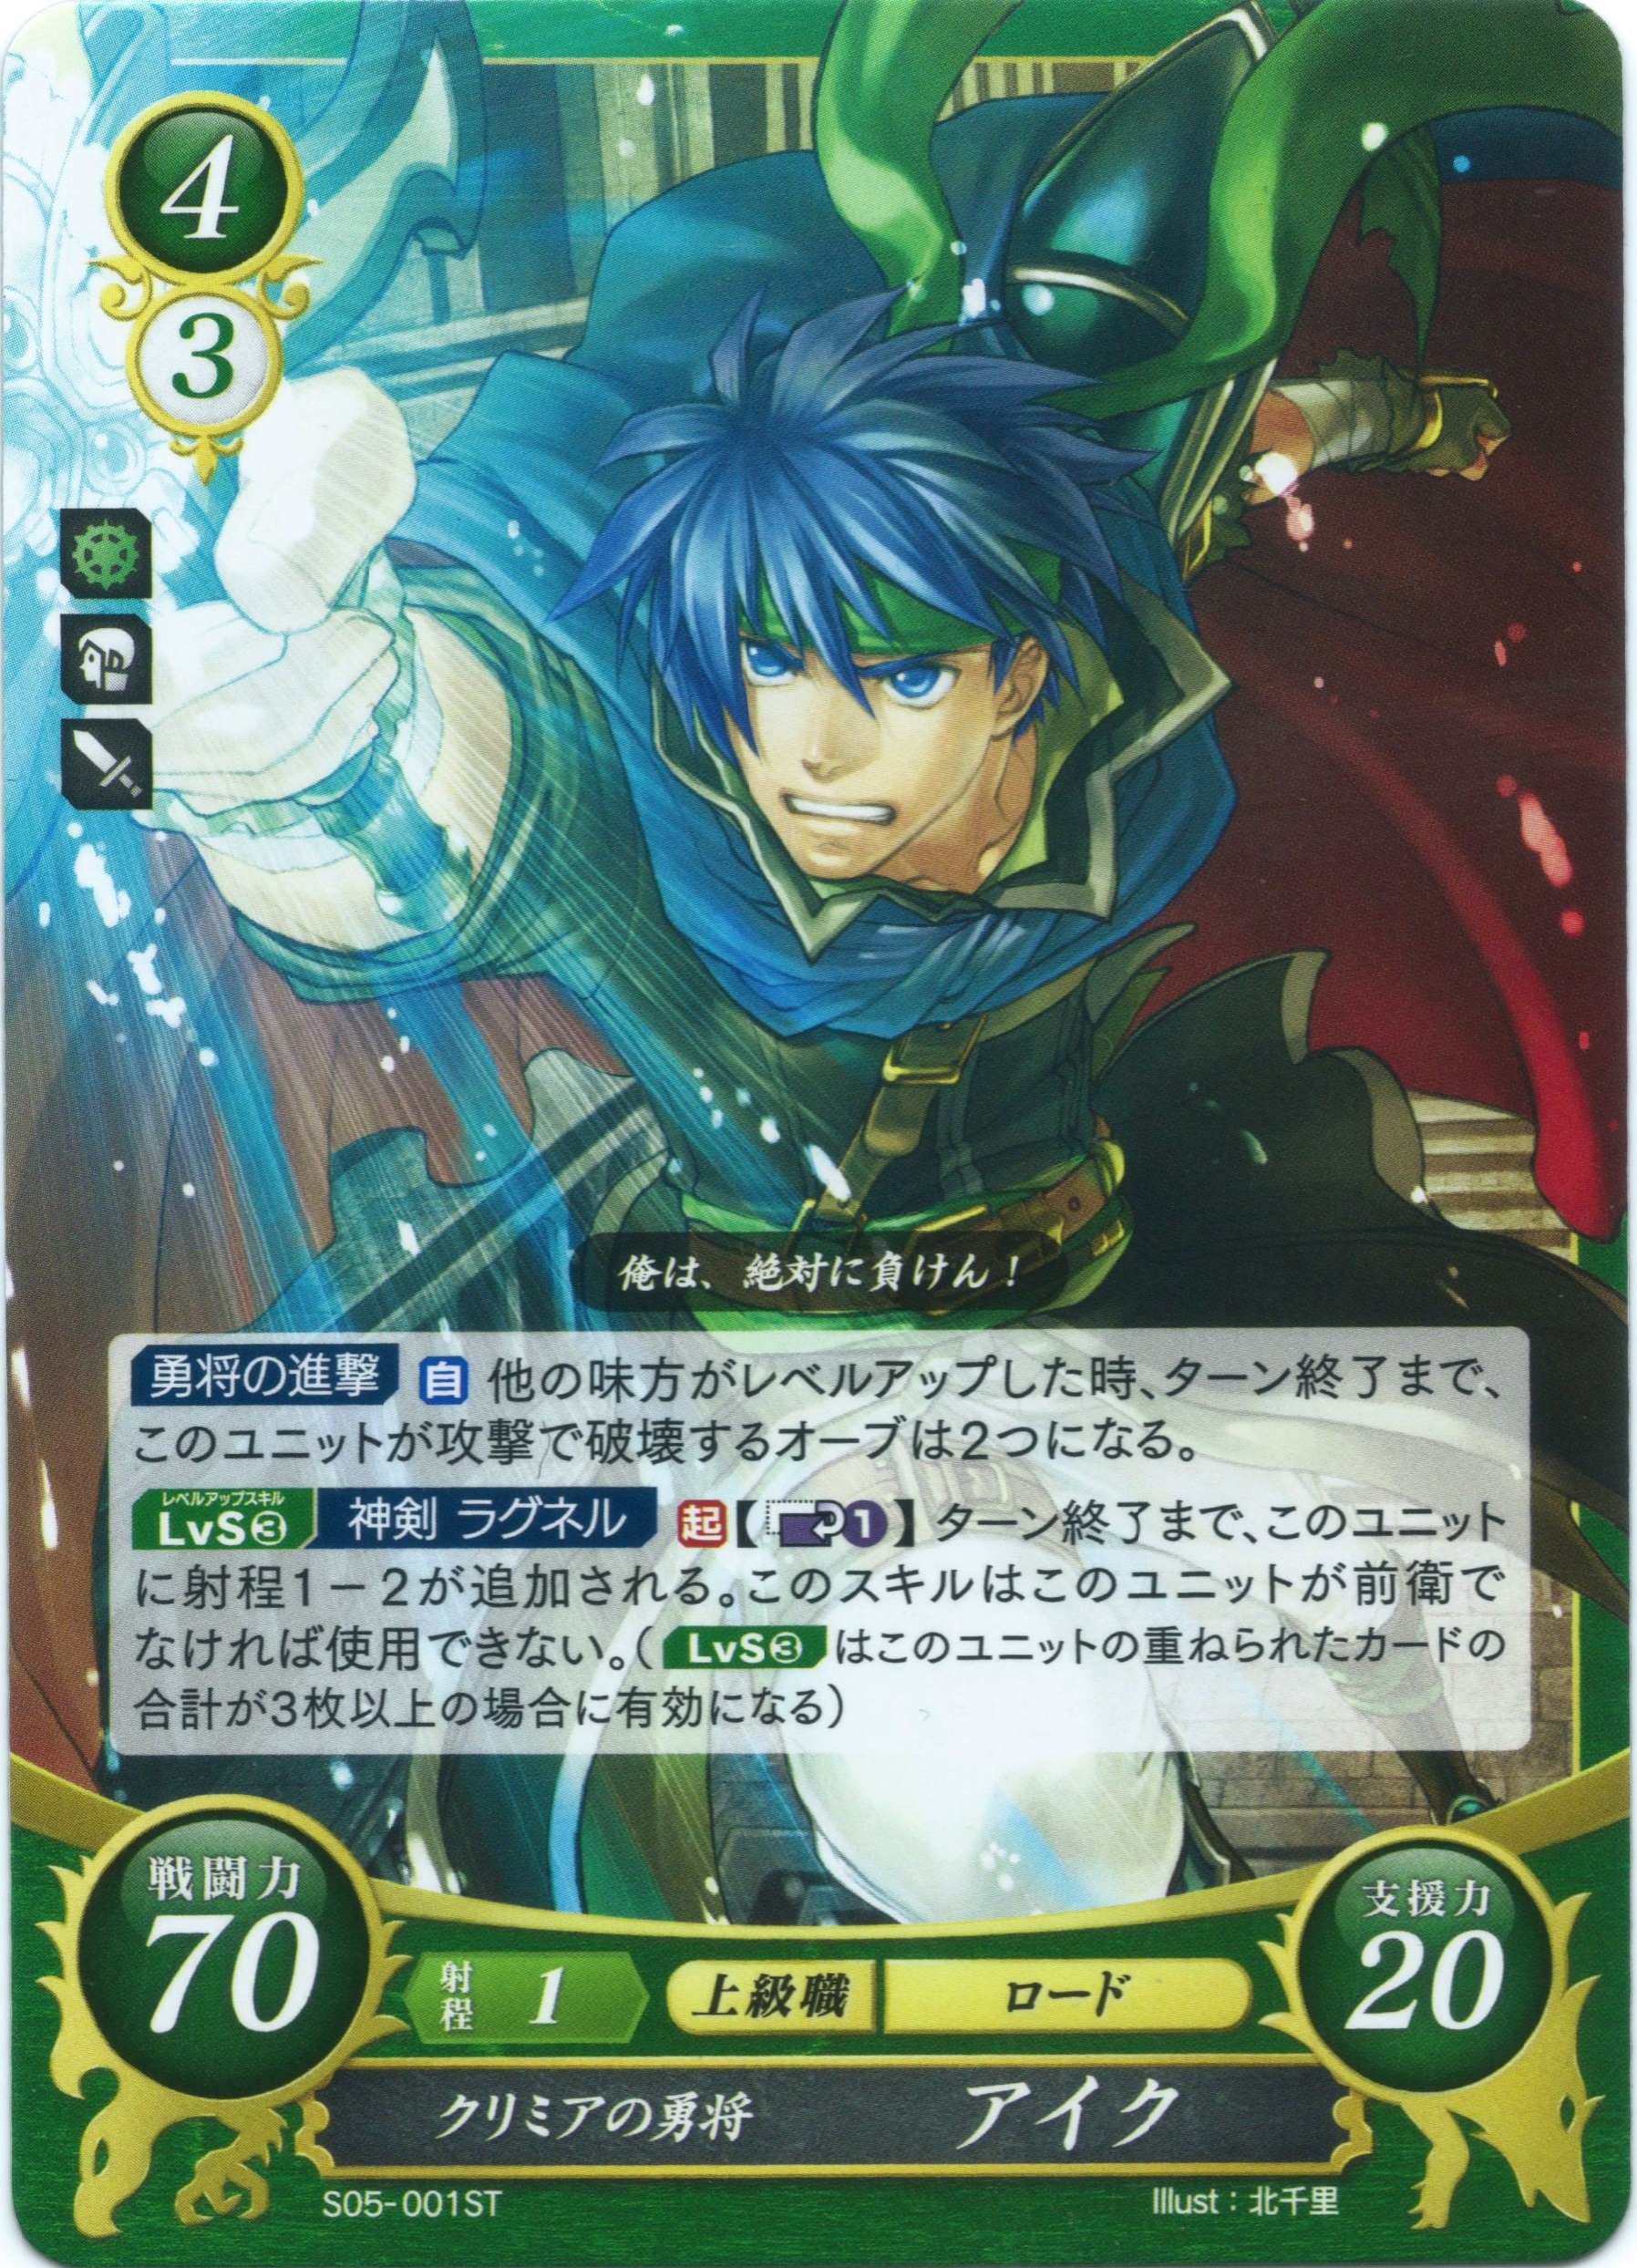 4
3
俺は、絶対に負けん！
勇将の進撃 自 他の味方がレベルアップした時、ターン終了まで、
このユニットが攻撃で破壊するオーブは２つになる。
レベルアップスキル
LvS③ 神剣 ラグネル 起【1】ターン終了まで、このユニット
に射程１－２が追加される。このスキルはこのユニットが前衛で
なければ使用できない。（LvS③はこのユニットの重ねられたカードの
合計が３枚以上の場合に有効になる）
戦闘力
70
射程 1
上級職
ロード
支援力
20
クリミアの勇将 アイク
S05-001ST
Illust：北千里